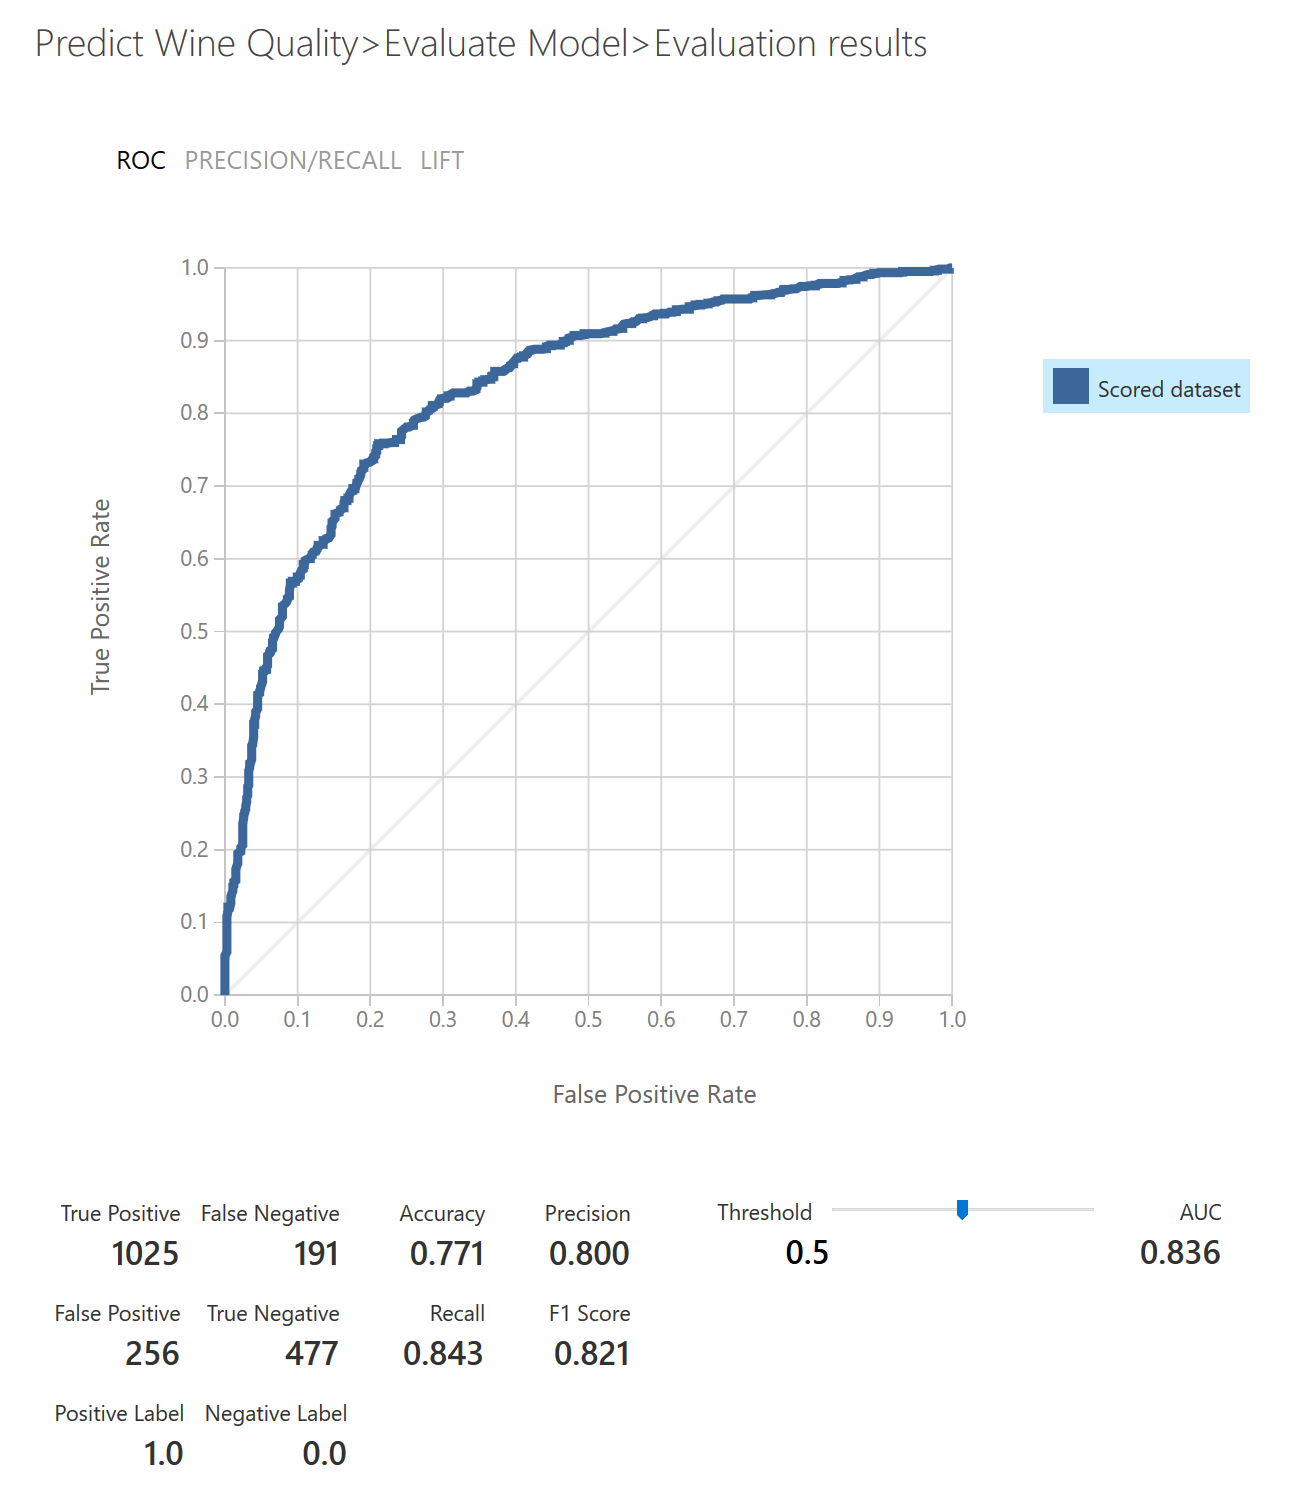 Predict Wine Quality>Evaluate Model>Evaluation results
ROC PRECISION/RECALL LIFT
1.0
0.9
0.8
0.7
0.6
0.5
0.4
0.3
0.2
0.1
0.0
True Positive Rate
0.0 0.1 0.2 0.3 0.4 0.5 0.6 0.7 0.8 0.9 1.0
False Positive Rate
Scored dataset
True Positive False Negative Accuracy Precision Threshold AUC
1025 191 0.771 0.800 0.5 0.836
False Positive True Negative Recall F1 Score
256 477 0.843 0.821
Positive Label Negative Label
1.0 0.0